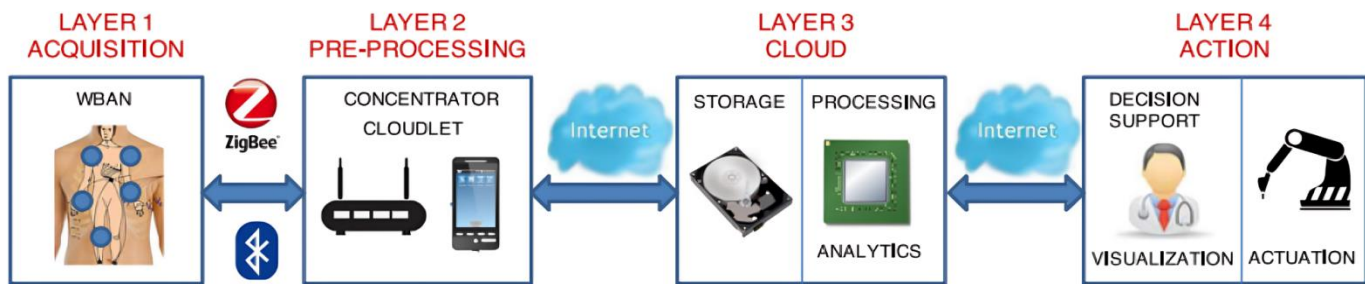 LAYER 1
ACQUISITION
LAYER 2
PRE-PROCESSING
LAYER 3
CLOUD
LAYER 4
ACTION
WBAN
ZigBee®
CONCENTRATOR
CLOUDLET
Internet
STORAGE
PROCESSING
ANALYTICS
Internet
DECISION
SUPPORT
VISUALIZATION
ACTUATION